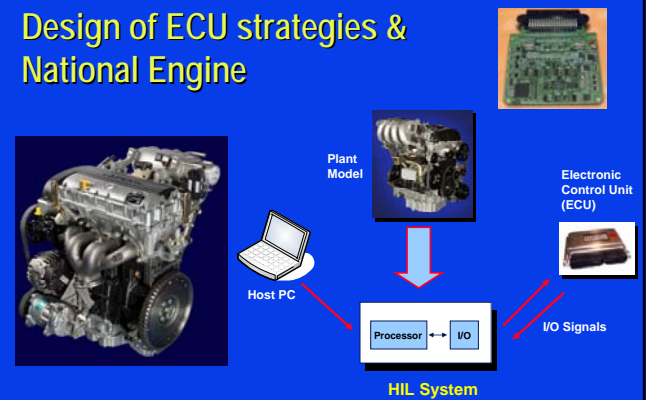 Design of ECU strategies &
National Engine
Plant
Model
Electronic
Control Unit
(ECU)
Host PC
Processor
I/O
I/O Signals
HIL System